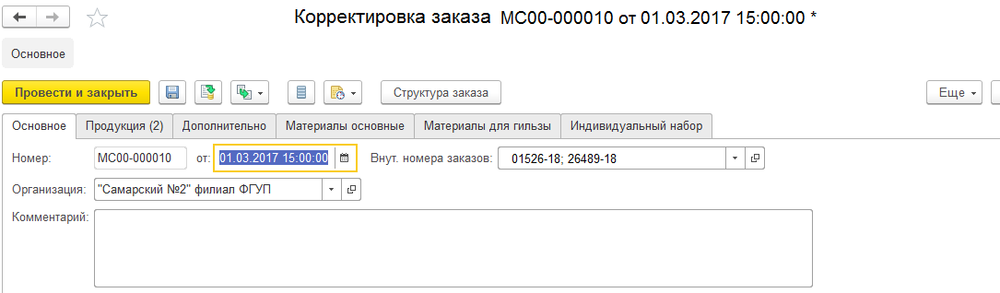 Корректировка заказа МС00-000010 от 01.03.2017 15:00:00 *
Основное
Провести и закрыть Структура заказа Еще
Основное Продукция (2) Дополнительно Материалы основные Материалы для гильзы Индивидуальный набор
Номер: МС00-000010 от: 01.03.2017 15:00:00 Внут. номера заказов: 01526-18; 26489-18
Организация: "Самарский №2" филиал ФГУП
Комментарий: